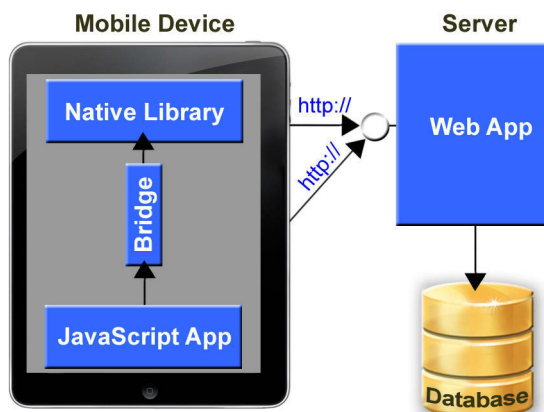 Mobile Device
Server
Native Library
http://
Web App
http://
Bridge
JavaScript App
Database